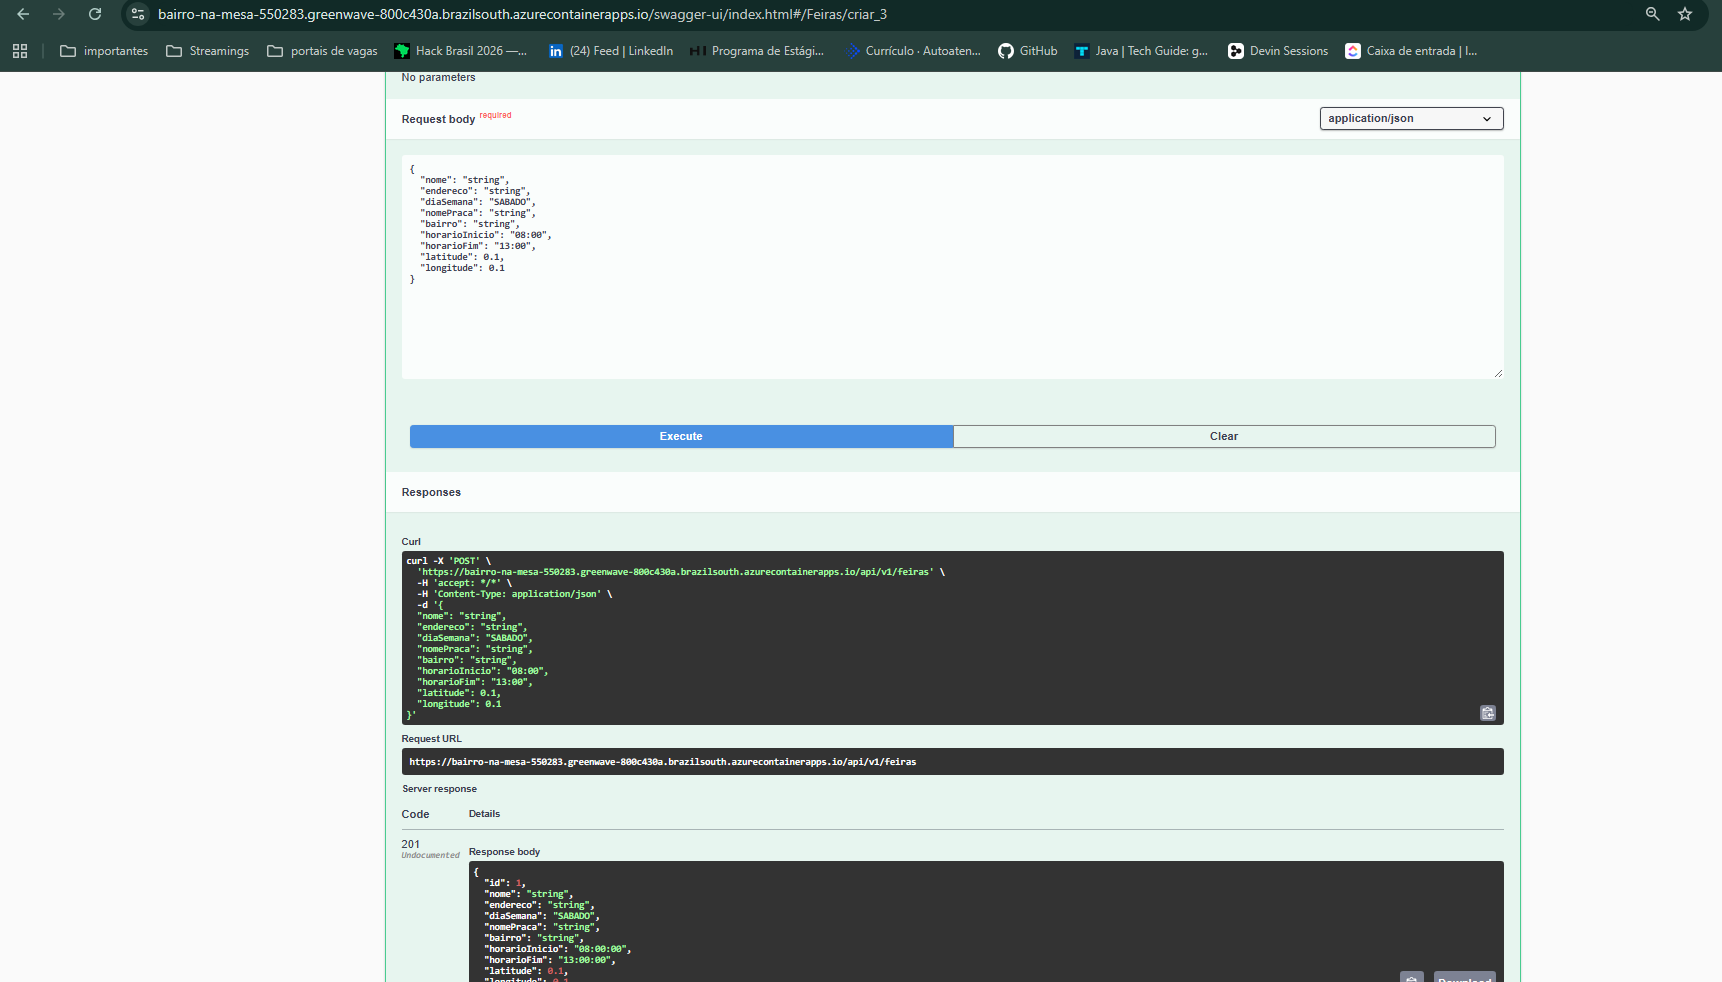 bairro-na-mesa-550283.greenwave-800c430a.brazilsouth.azurecontainerapps.io/swagger-ui/index.html#/Feiras/criar_3
importantes
Streamings
portais de vagas
Hack Brasil 2026 —...
(24) Feed | LinkedIn
Programa de Estági...
Currículo · Autoaten...
GitHub
Java | Tech Guide: g...
Devin Sessions
Caixa de entrada | I...
No parameters
Request body required
application/json
{
  "nome": "string",
  "endereco": "string",
  "diaSemana": "SABADO",
  "nomePraca": "string",
  "bairro": "string",
  "horarioInicio": "08:00",
  "horarioFim": "13:00",
  "latitude": 0.1,
  "longitude": 0.1
}
Execute
Clear
Responses
Curl
curl -X 'POST' \
  'https://bairro-na-mesa-550283.greenwave-800c430a.brazilsouth.azurecontainerapps.io/api/v1/feiras' \
  -H 'accept: */*' \
  -H 'Content-Type: application/json' \
  -d '{
  "nome": "string",
  "endereco": "string",
  "diaSemana": "SABADO",
  "nomePraca": "string",
  "bairro": "string",
  "horarioInicio": "08:00",
  "horarioFim": "13:00",
  "latitude": 0.1,
  "longitude": 0.1
}'
Request URL
https://bairro-na-mesa-550283.greenwave-800c430a.brazilsouth.azurecontainerapps.io/api/v1/feiras
Server response
Code
Details
201
Undocumented
Response body
{
  "id": 1,
  "nome": "string",
  "endereco": "string",
  "diaSemana": "SABADO",
  "nomePraca": "string",
  "bairro": "string",
  "horarioInicio": "08:00:00",
  "horarioFim": "13:00:00",
  "latitude": 0.1,
  "longitude": 0.1
Download